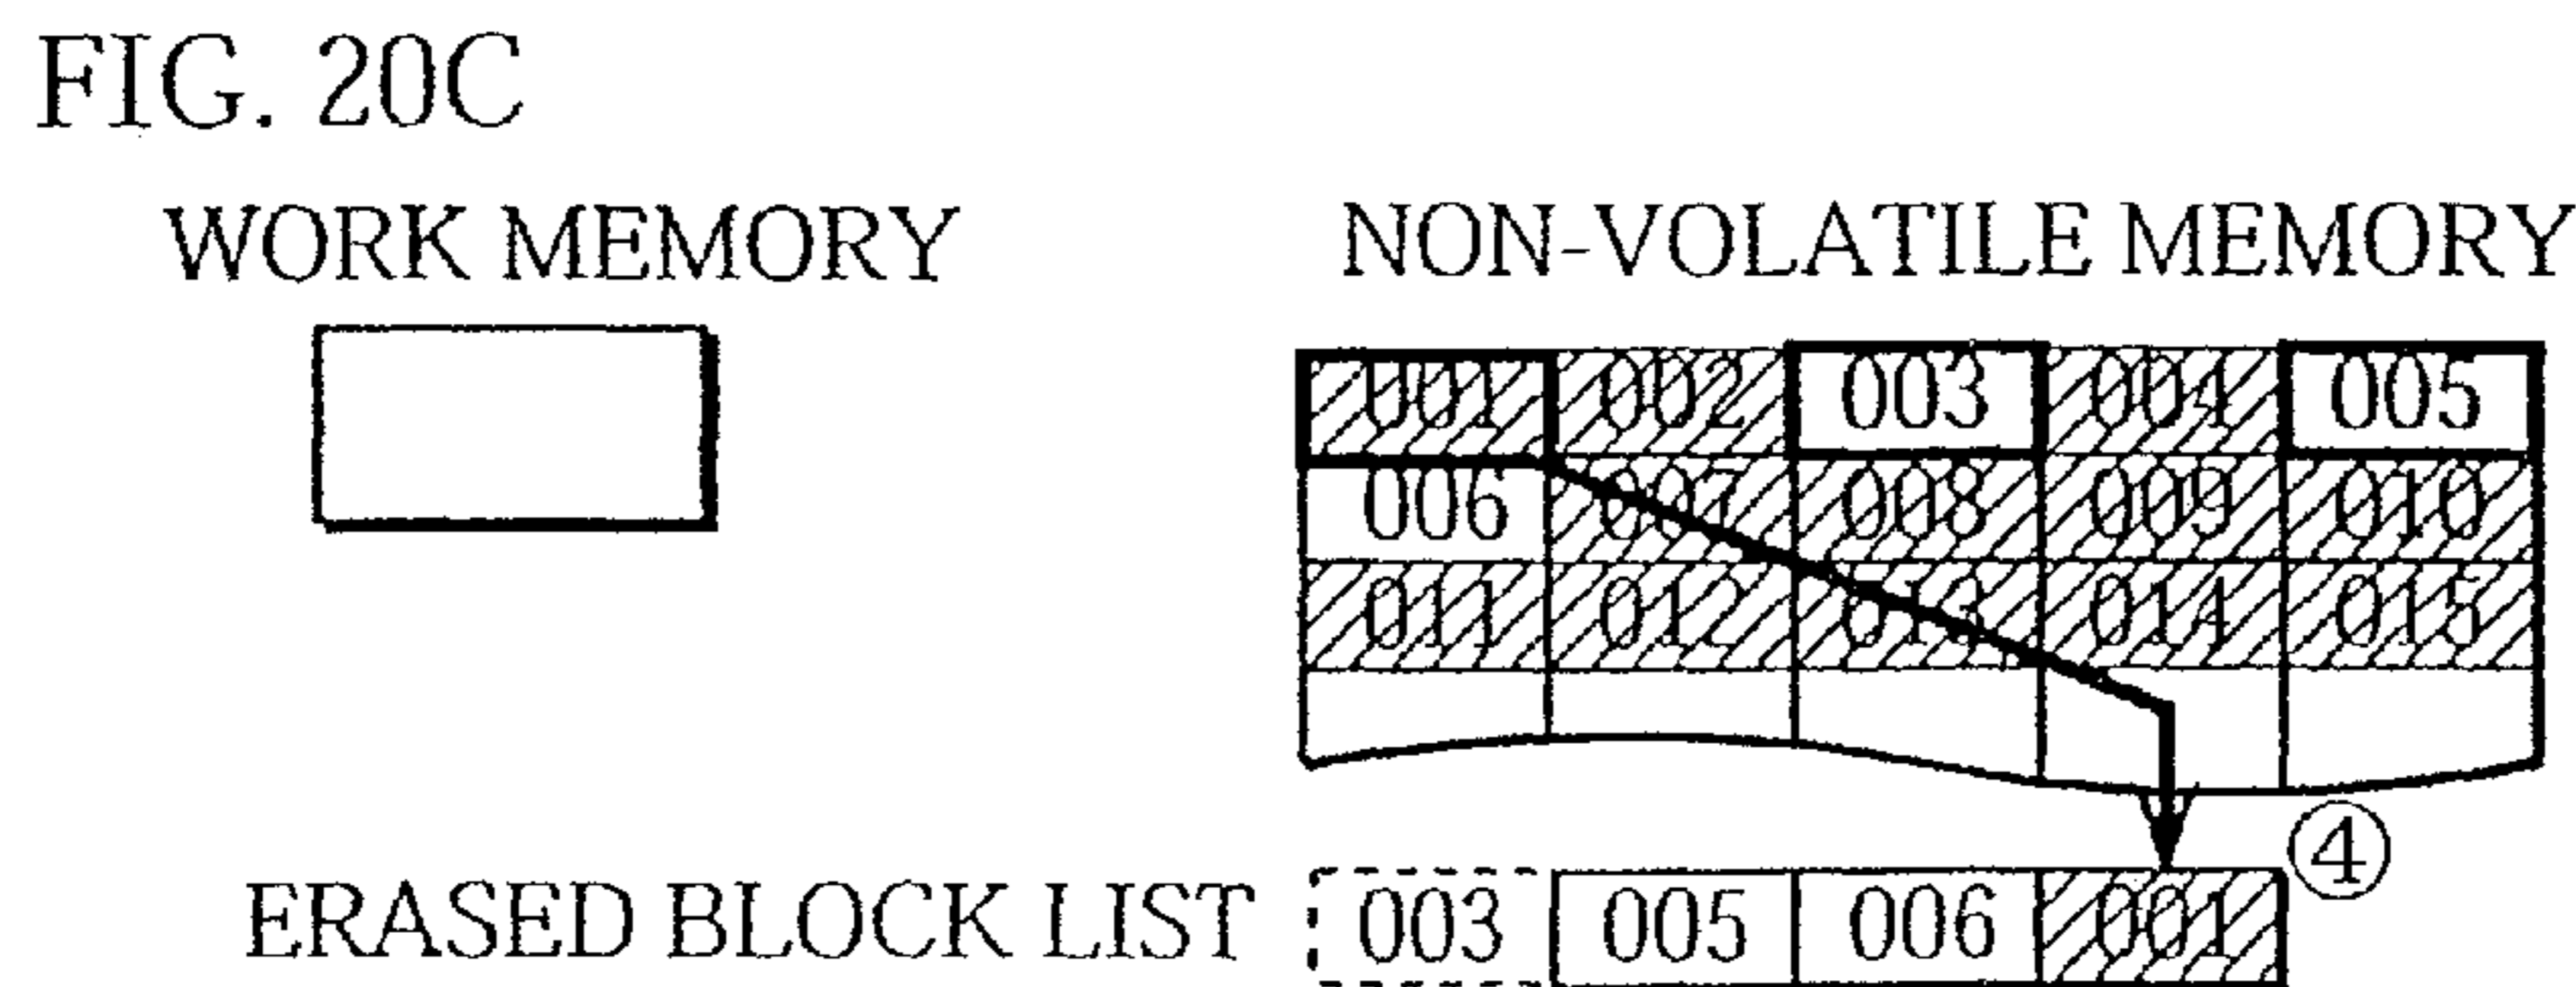 FIG. 20C
WORK MEMORY
NON-VOLATILE MEMORY
001 002 003 004 005
006 007 008 009 010
011 012 013 014 015
④
ERASED BLOCK LIST 003 005 006 001